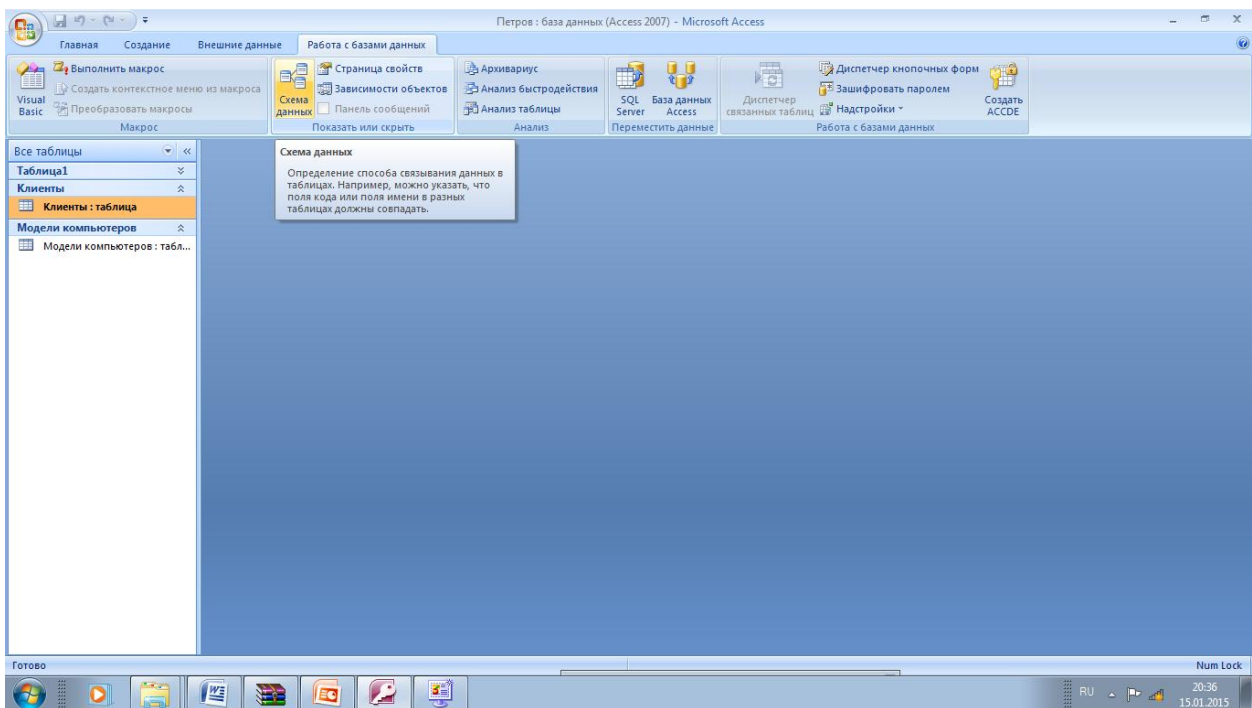 Петров : база данных (Access 2007) - Microsoft Access
Главная Создание Внешние данные Работа с базами данных
Visual Basic
Выполнить макрос
Создать контекстное меню из макроса
Преобразовать макросы
Макрос
Схема данных
Страница свойств
Зависимости объектов
Панель сообщений
Показать или скрыть
Архивариус
Анализ быстродействия
Анализ таблицы
Анализ
SQL Server
База данных Access
Переместить данные
Диспетчер связанных таблиц
Диспетчер кнопочных форм
Зашифровать паролем
Надстройки
Создать ACCDE
Работа с базами данных
Все таблицы
Таблица1
Клиенты
Клиенты : таблица
Модели компьютеров
Модели компьютеров : табл...
Схема данных
Определение способа связывания данных в
таблицах. Например, можно указать, что
поля кода или поля имени в разных
таблицах должны совпадать.
Готово
Num Lock
RU
20:36
15.01.2015